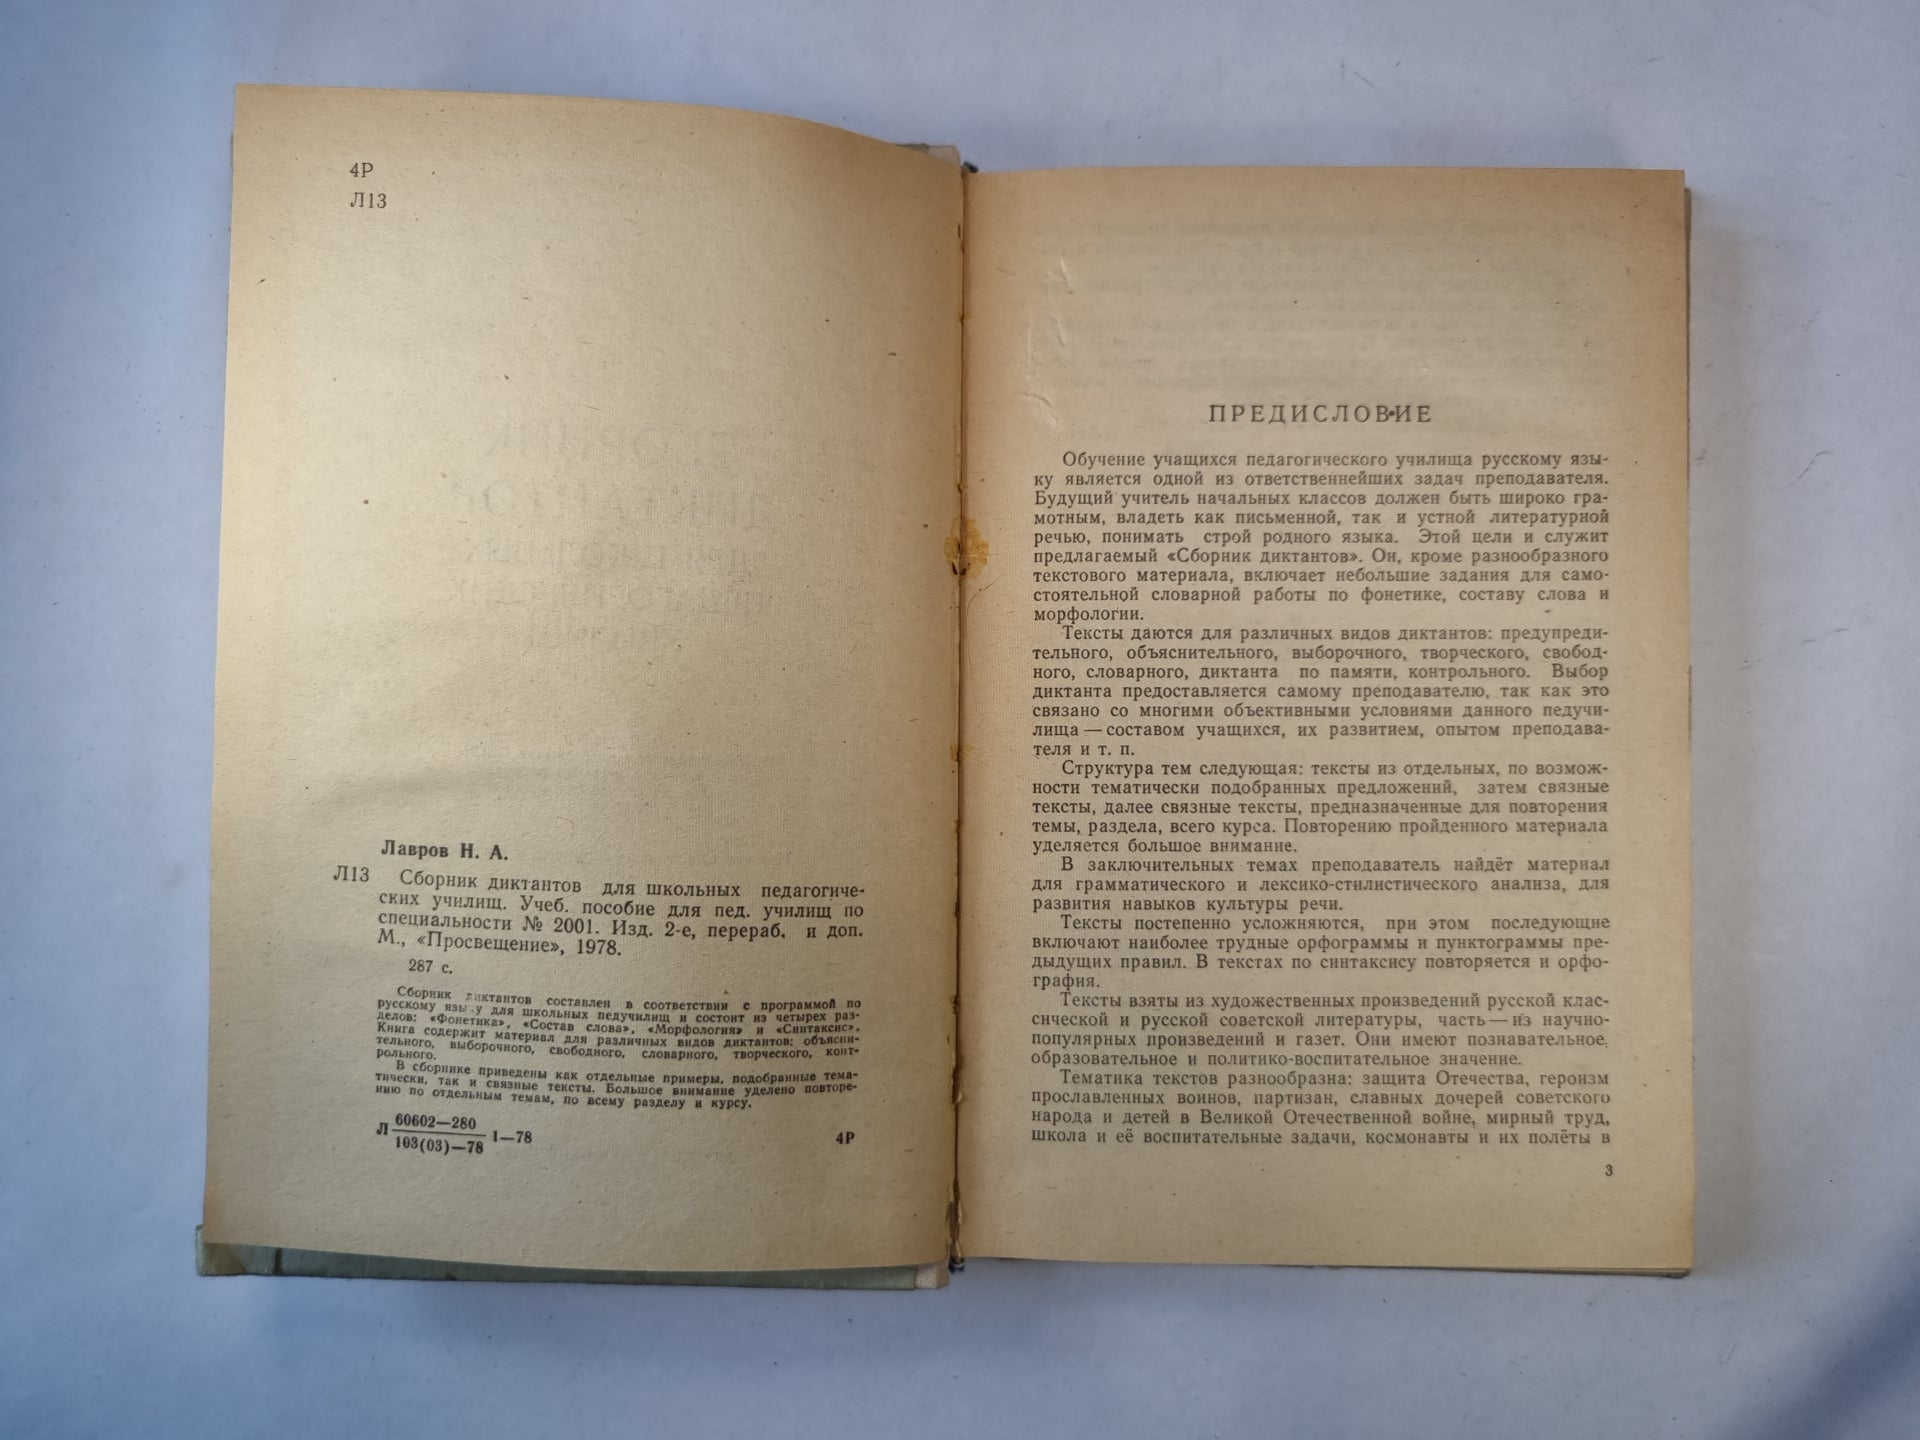 4Р
Л13
Лавров Н. А.
Л13 Сборник диктантов для школьных педагогиче-
ских училищ. Учеб. пособие для пед. училищ по
специальности № 2001. Изд. 2-е, перераб. и доп.
М., «Просвещение», 1978.
287 с.
Сборник диктантов составлен в соответствии с программой по
русскому языку для школьных педучилищ и состоит из четырех раз-
делов: «Фонетика», «Состав слова», «Морфология» и «Синтаксис».
Книга содержит материал для различных видов диктантов: объясни-
тельного, выборочного, свободного, словарного, творческого, конт-
рольного.
В сборнике приведены как отдельные примеры, подобранные тема-
тически, так и связные тексты. Большое внимание уделено повторе-
нию по отдельным темам, по всему разделу и курсу.
Л 60602—280
103(03)—78 1—78 4Р
ПРЕДИСЛОВИЕ
Обучение учащихся педагогического училища русскому язы-
ку является одной из ответственнейших задач преподавателя.
Будущий учитель начальных классов должен быть широко гра-
мотным, владеть как письменной, так и устной литературной
речью, понимать строй родного языка. Этой цели и служит
предлагаемый «Сборник диктантов». Он, кроме разнообразного
текстового материала, включает небольшие задания для само-
стоятельной словарной работы по фонетике, составу слова и
морфологии.
Тексты даются для различных видов диктантов: предупреди-
тельного, объяснительного, выборочного, творческого, свобод-
ного, словарного, диктанта по памяти, контрольного. Выбор
диктанта предоставляется самому преподавателю, так как это
связано со многими объективными условиями данного педучи-
лища — составом учащихся, их развитием, опытом преподава-
теля и т. п.
Структура тем следующая: тексты из отдельных, по возмож-
ности тематически подобранных предложений, затем связные
тексты, далее связные тексты, предназначенные для повторения
темы, раздела, всего курса. Повторению пройденного материала
уделяется большое внимание.
В заключительных темах преподаватель найдёт материал
для грамматического и лексико-стилистического анализа, для
развития навыков культуры речи.
Тексты постепенно усложняются, при этом последующие
включают наиболее трудные орфограммы и пунктограммы пре-
дыдущих правил. В текстах по синтаксису повторяется и орфо-
графия.
Тексты взяты из художественных произведений русской клас-
сической и русской советской литературы, часть — из научно-
популярных произведений и газет. Они имеют познавательное,
образовательное и политико-воспитательное значение.
Тематика текстов разнообразна: защита Отечества, героизм
прославленных воинов, партизан, славных дочерей советского
народа и детей в Великой Отечественной войне, мирный труд,
школа и её воспитательные задачи, космонавты и их полёты в
3